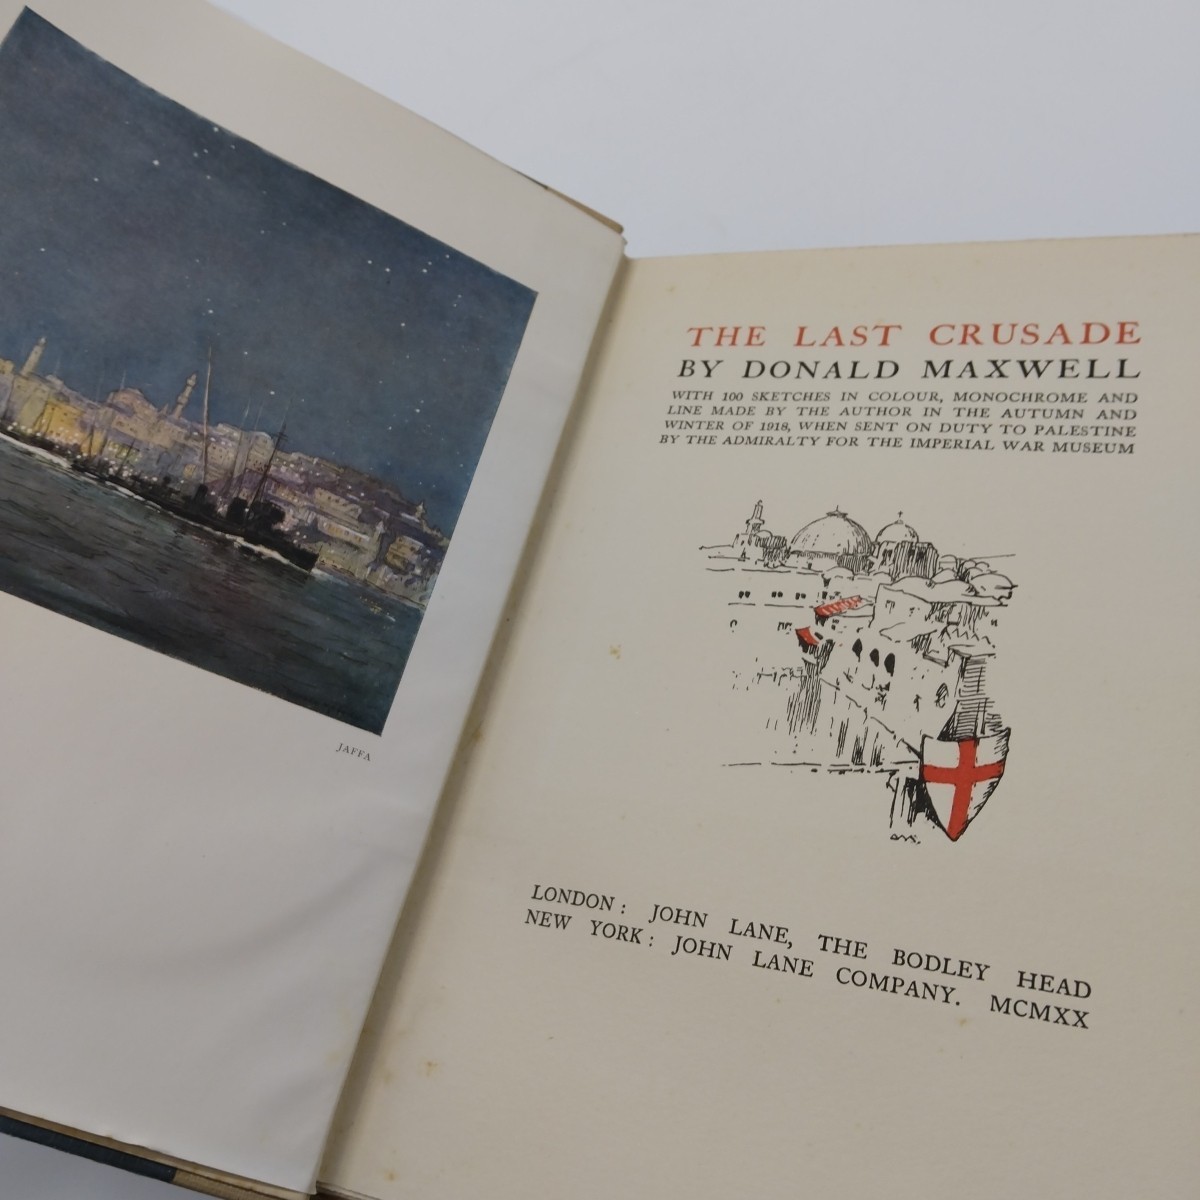 JAFFA
THE LAST CRUSADE
BY DONALD MAXWELL
WITH 100 SKETCHES IN COLOUR, MONOCHROME AND
LINE MADE BY THE AUTHOR IN THE AUTUMN AND
WINTER OF 1918, WHEN SENT ON DUTY TO PALESTINE
BY THE ADMIRALTY FOR THE IMPERIAL WAR MUSEUM
LONDON: JOHN LANE, THE BODLEY HEAD
NEW YORK: JOHN LANE COMPANY. MCMXX